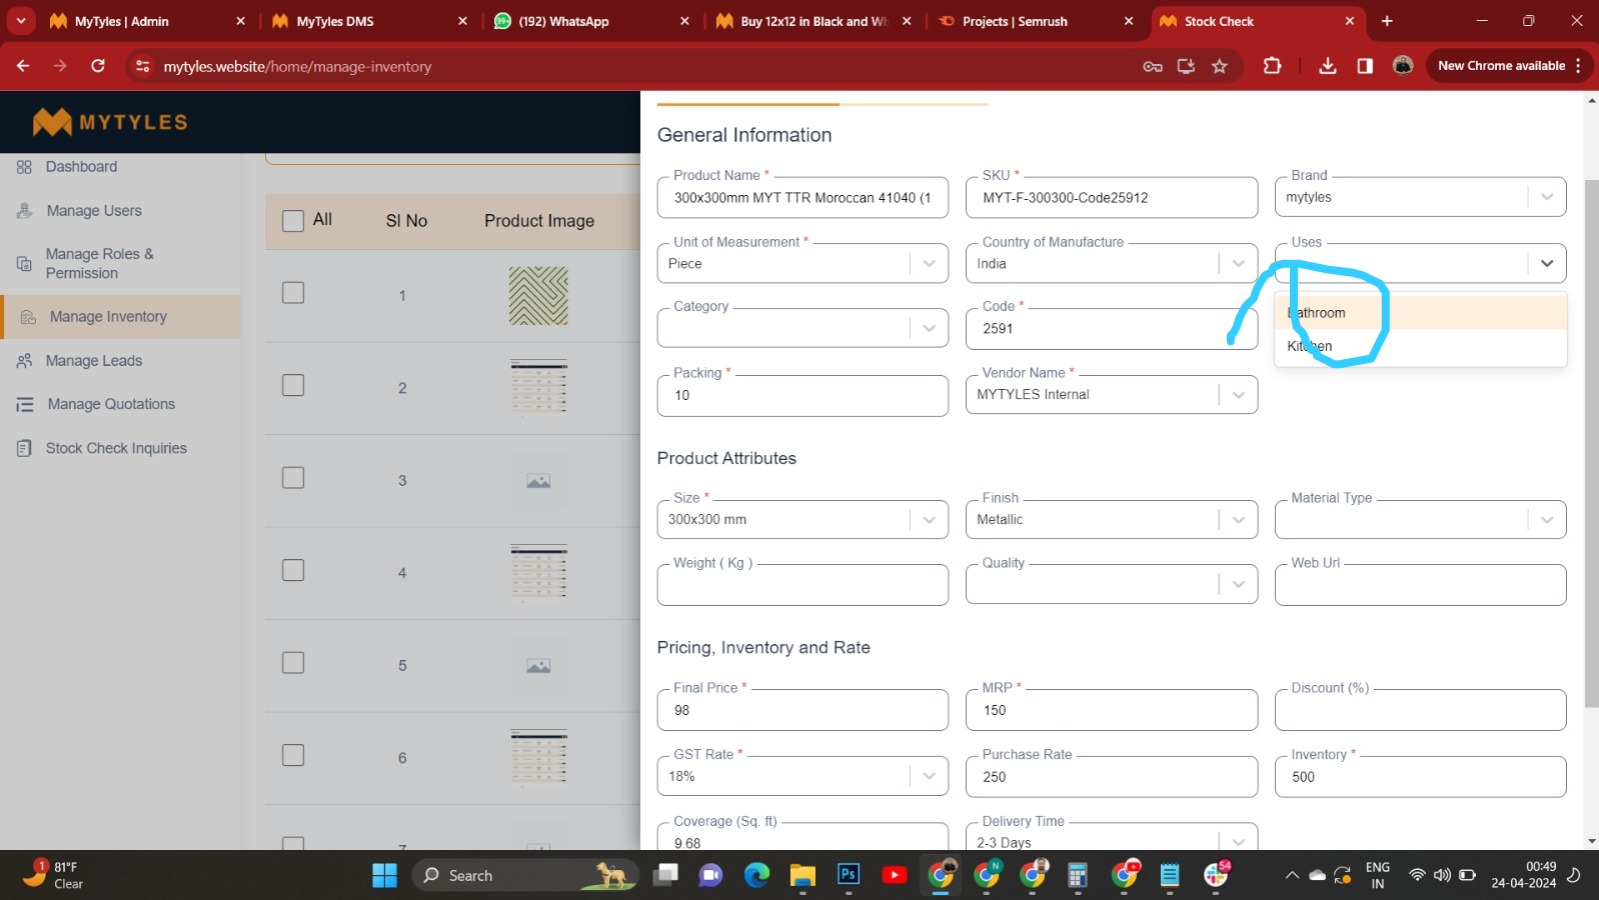 MyTyles | Admin
MyTyles DMS
99+
(192) WhatsApp
Buy 12x12 in Black and Wh
Projects | Semrush
Stock Check
mytyles.website/home/manage-inventory
New Chrome available
MYTYLES
Dashboard
Manage Users
Manage Roles &
Permission
Manage Inventory
Manage Leads
Manage Quotations
Stock Check Inquiries
All
Sl No
Product Image
1
2
3
4
5
6
7
General Information
Product Name *
300x300mm MYT TTR Moroccan 41040 (1
SKU *
MYT-F-300300-Code25912
Brand
mytyles
Unit of Measurement *
Piece
Country of Manufacture
India
Uses
Bathroom
Kitchen
Category
Code *
2591
Packing *
10
Vendor Name *
MYTYLES Internal
Product Attributes
Size *
300x300 mm
Finish
Metallic
Material Type
Weight ( Kg )
Quality
Web Url
Pricing, Inventory and Rate
Final Price *
98
MRP *
150
Discount (%)
GST Rate *
18%
Purchase Rate
250
Inventory *
500
Coverage (Sq. ft)
9.68
Delivery Time
2-3 Days
1
81°F
Clear
Search
Ps
N
54
ENG
IN
00:49
24-04-2024